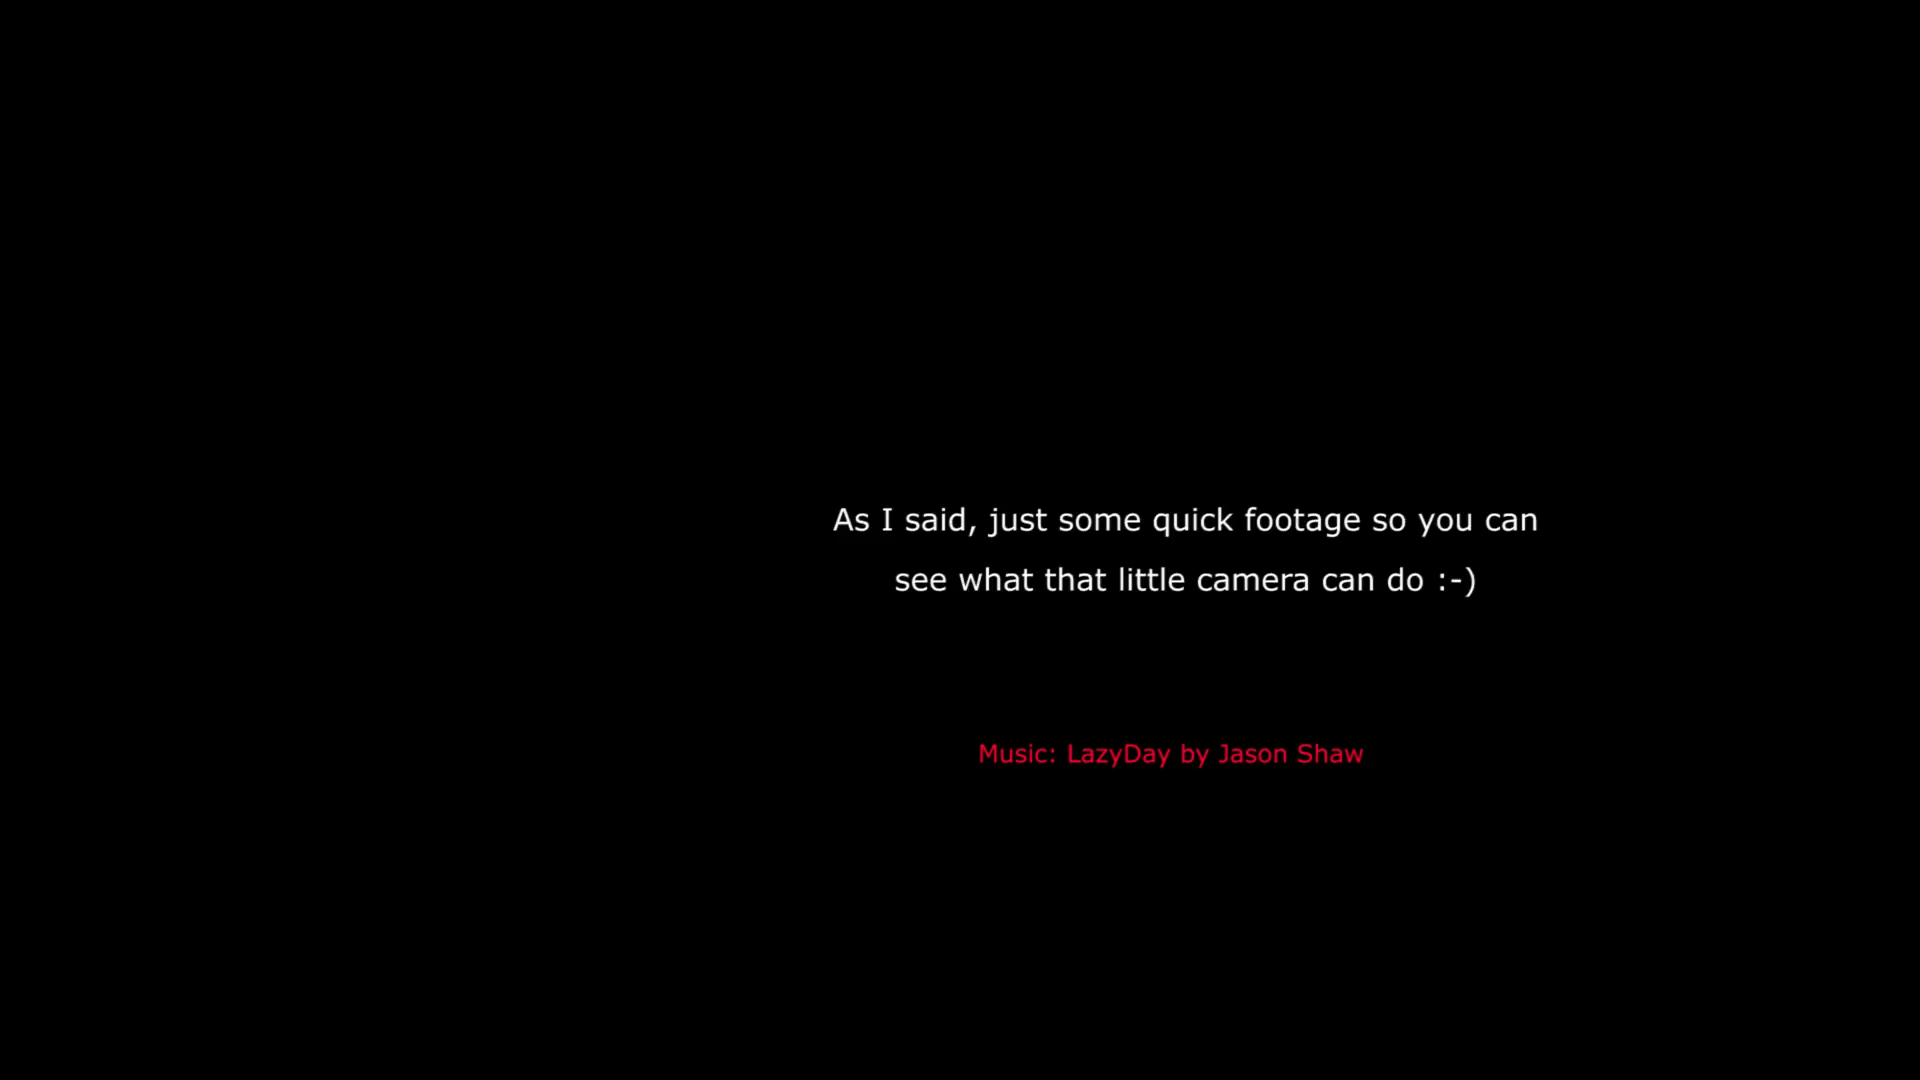 As I said, just some quick footage so you can
see what that little camera can do :-)
Music: LazyDay by Jason Shaw